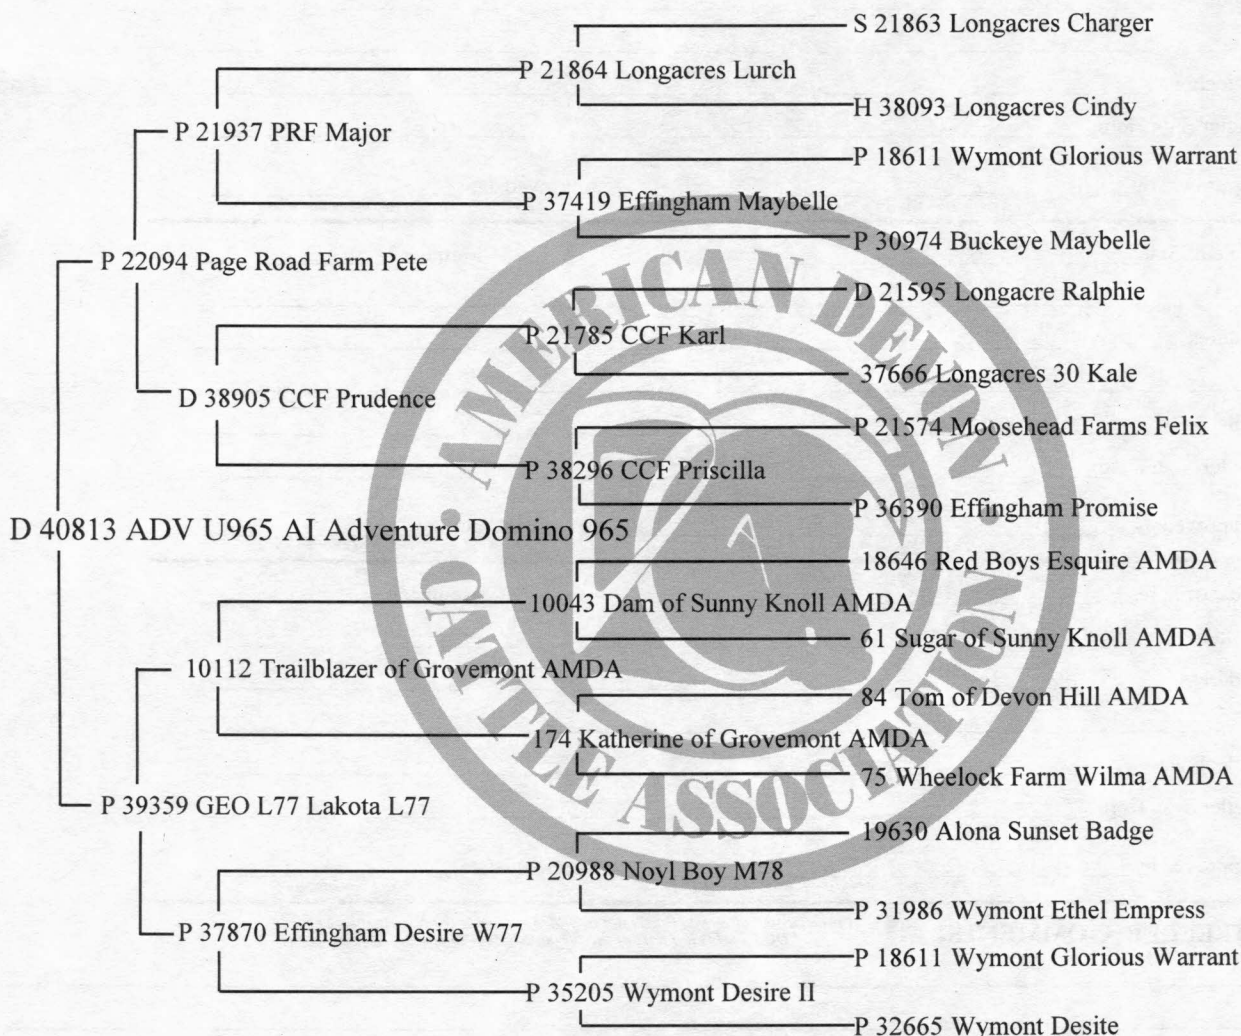 S 21863 Longacres Charger
P 21864 Longacres Lurch
H 38093 Longacres Cindy
P 21937 PRF Major
P 18611 Wymont Glorious Warrant
P 37419 Effingham Maybelle
P 30974 Buckeye Maybelle
P 22094 Page Road Farm Pete
D 21595 Longacre Ralphie
P 21785 CCF Karl
37666 Longacres 30 Kale
D 38905 CCF Prudence
P 21574 Moosehead Farms Felix
P 38296 CCF Priscilla
P 36390 Effingham Promise
D 40813 ADV U965 AI Adventure Domino 965
18646 Red Boys Esquire AMDA
10043 Dam of Sunny Knoll AMDA
61 Sugar of Sunny Knoll AMDA
10112 Trailblazer of Grovemont AMDA
84 Tom of Devon Hill AMDA
174 Katherine of Grovemont AMDA
75 Wheelock Farm Wilma AMDA
P 39359 GEO L77 Lakota L77
19630 Alona Sunset Badge
P 20988 Noyl Boy M78
P 31986 Wymont Ethel Empress
P 37870 Effingham Desire W77
P 18611 Wymont Glorious Warrant
P 35205 Wymont Desire II
P 32665 Wymont Desite
· AMERICAN DEVON ·
CATTLE ASSOCIATION
A